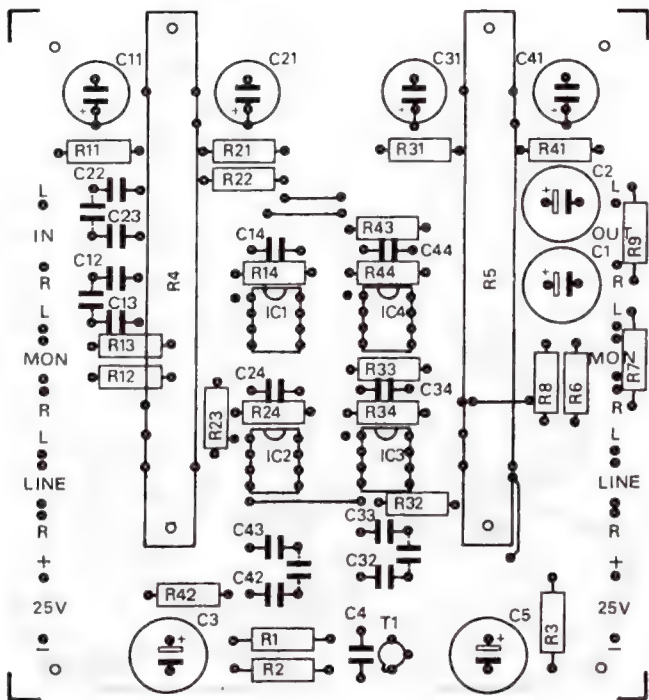 C11
C21
C31
C41
R11
R21
R31
R41
R22
C22
C2
L
L
C23
R43
R9
IN
C14
C44
OUT
C12
R14
R44
C1
R
R4
R5
R
C13
IC1
IC4
L
L
R13
R33
MON
MON
R7
R12
C24
C34
R8
R6
R
R23
R24
R34
R
L
L
IC2
IC3
LINE
LINE
R32
C33
R
C43
R
C32
+
C42
+
R42
25V
C3
C4
T1
C5
R3
25V
+
R1
+
–
R2
–